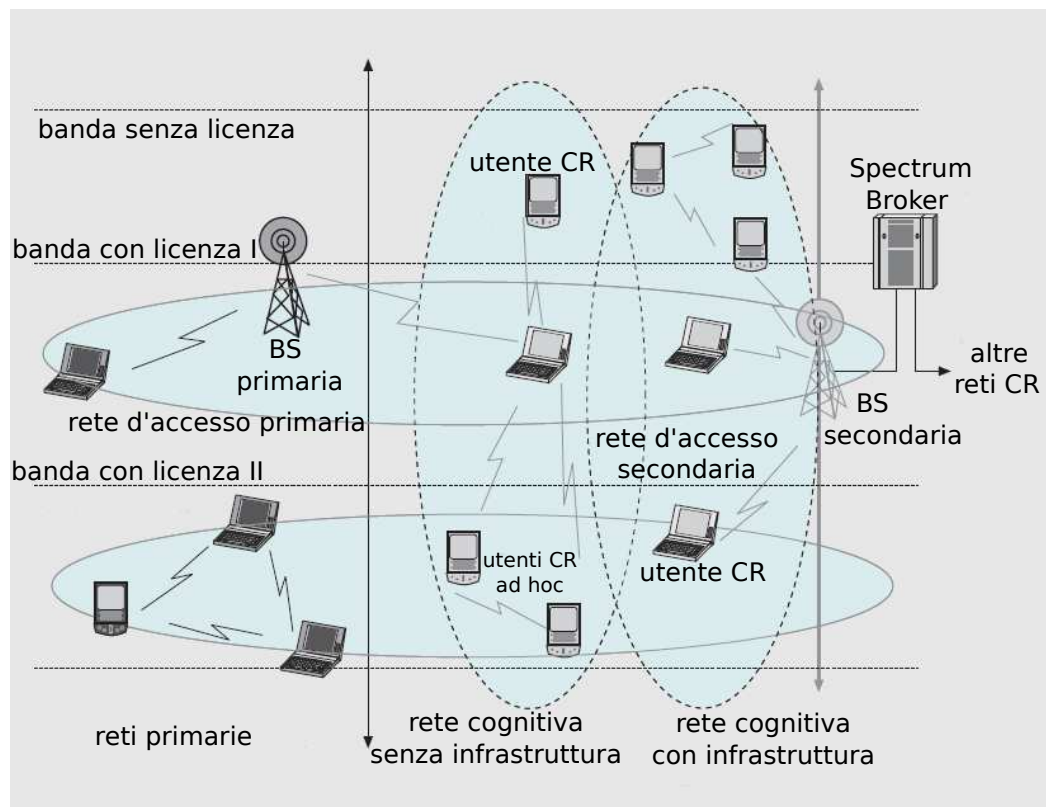 banda senza licenza
utente CR
Spectrum
Broker
banda con licenza I
BS
primaria
altre
reti CR
rete d'accesso primaria
BS
secondaria
rete d'accesso
secondaria
banda con licenza II
utenti CR
ad hoc
utente CR
reti primarie
rete cognitiva
senza infrastruttura
rete cognitiva
con infrastruttura